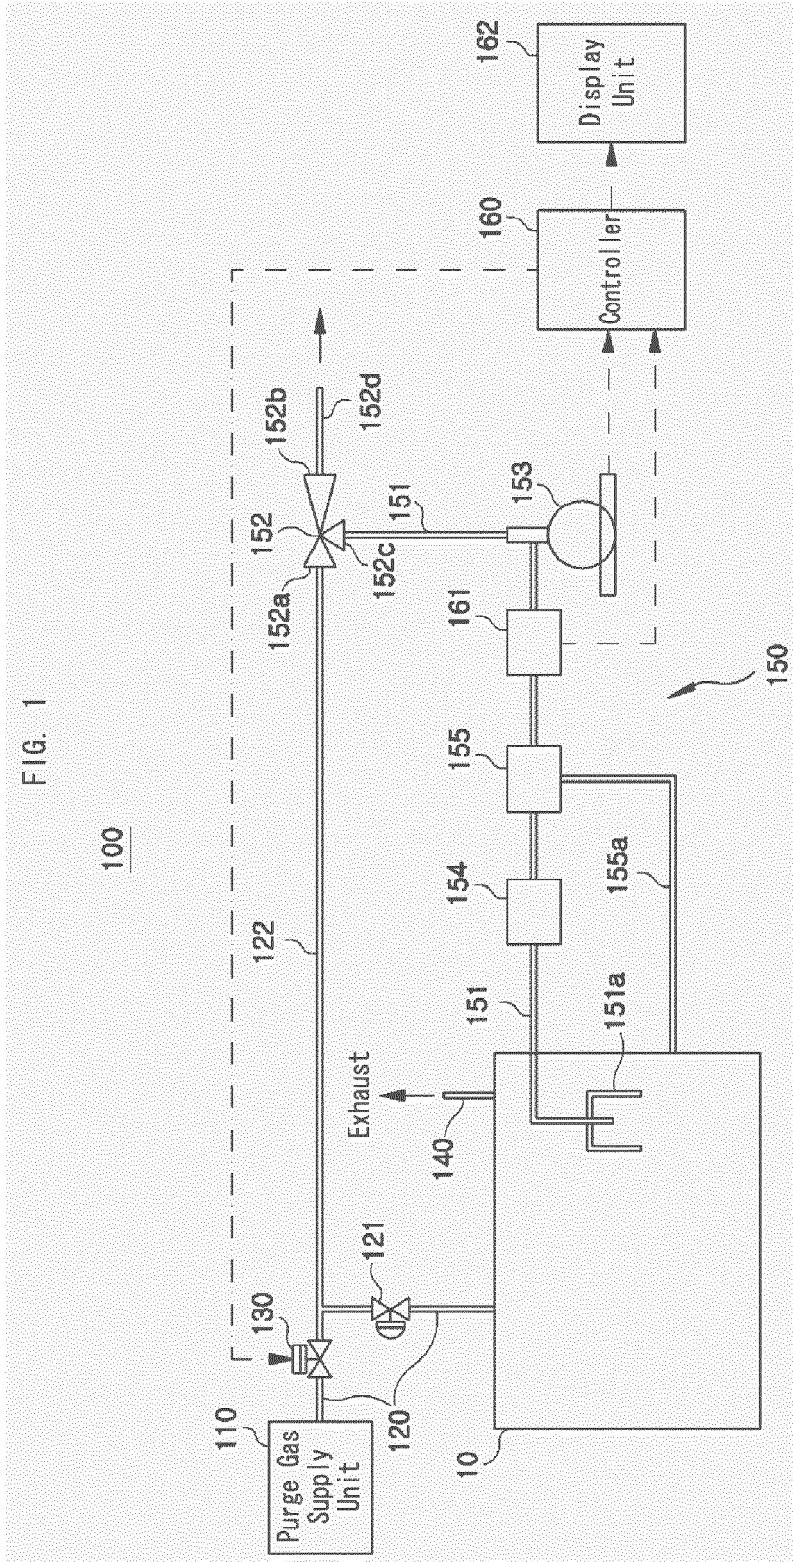 FIG. 1
100
110
Purge Gas
Supply
Unit
130
120
121
122
Exhaust
140
10
151
151a
154
155
155a
161
150
153
151
152
152a
152b
152c
152d
160
Controller
162
Display
Unit